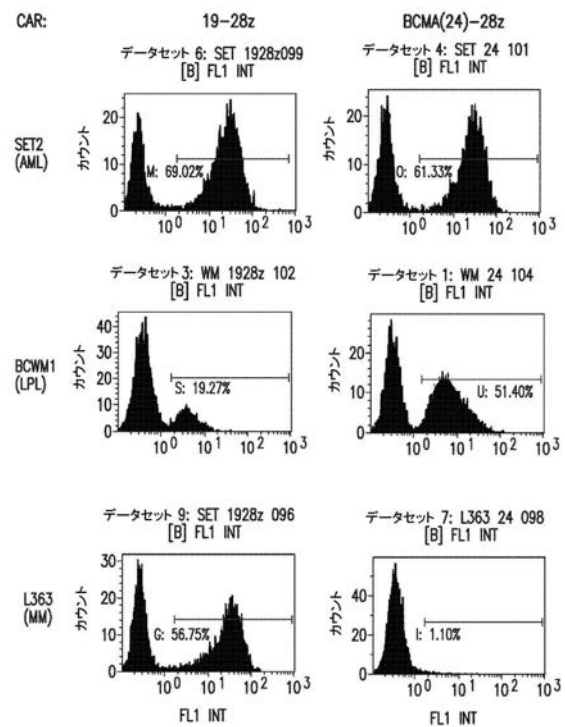 CAR: 19-28z BCMA(24)-28z
データセット 6: SET 1928z099
[B] FL1 INT
データセット 4: SET 24 101
[B] FL1 INT
SET2
(AML)
カウント
20
10
0
M: 69.02%
10^0 10^1 10^2 10^3
カウント
20
10
0
O: 61.33%
10^0 10^1 10^2 10^3
データセット 3: WM 1928z 102
[B] FL1 INT
データセット 1: WM 24 104
[B] FL1 INT
BCWM1
(LPL)
カウント
40
30
20
10
0
S: 19.27%
10^0 10^1 10^2 10^3
カウント
30
20
10
0
U: 51.40%
10^0 10^1 10^2 10^3
データセット 9: SET 1928z 096
[B] FL1 INT
データセット 7: L363 24 098
[B] FL1 INT
L363
(MM)
カウント
30
20
10
0
G: 56.75%
10^0 10^1 10^2 10^3
FL1 INT
カウント
40
20
0
I: 1.10%
10^0 10^1 10^2 10^3
FL1 INT